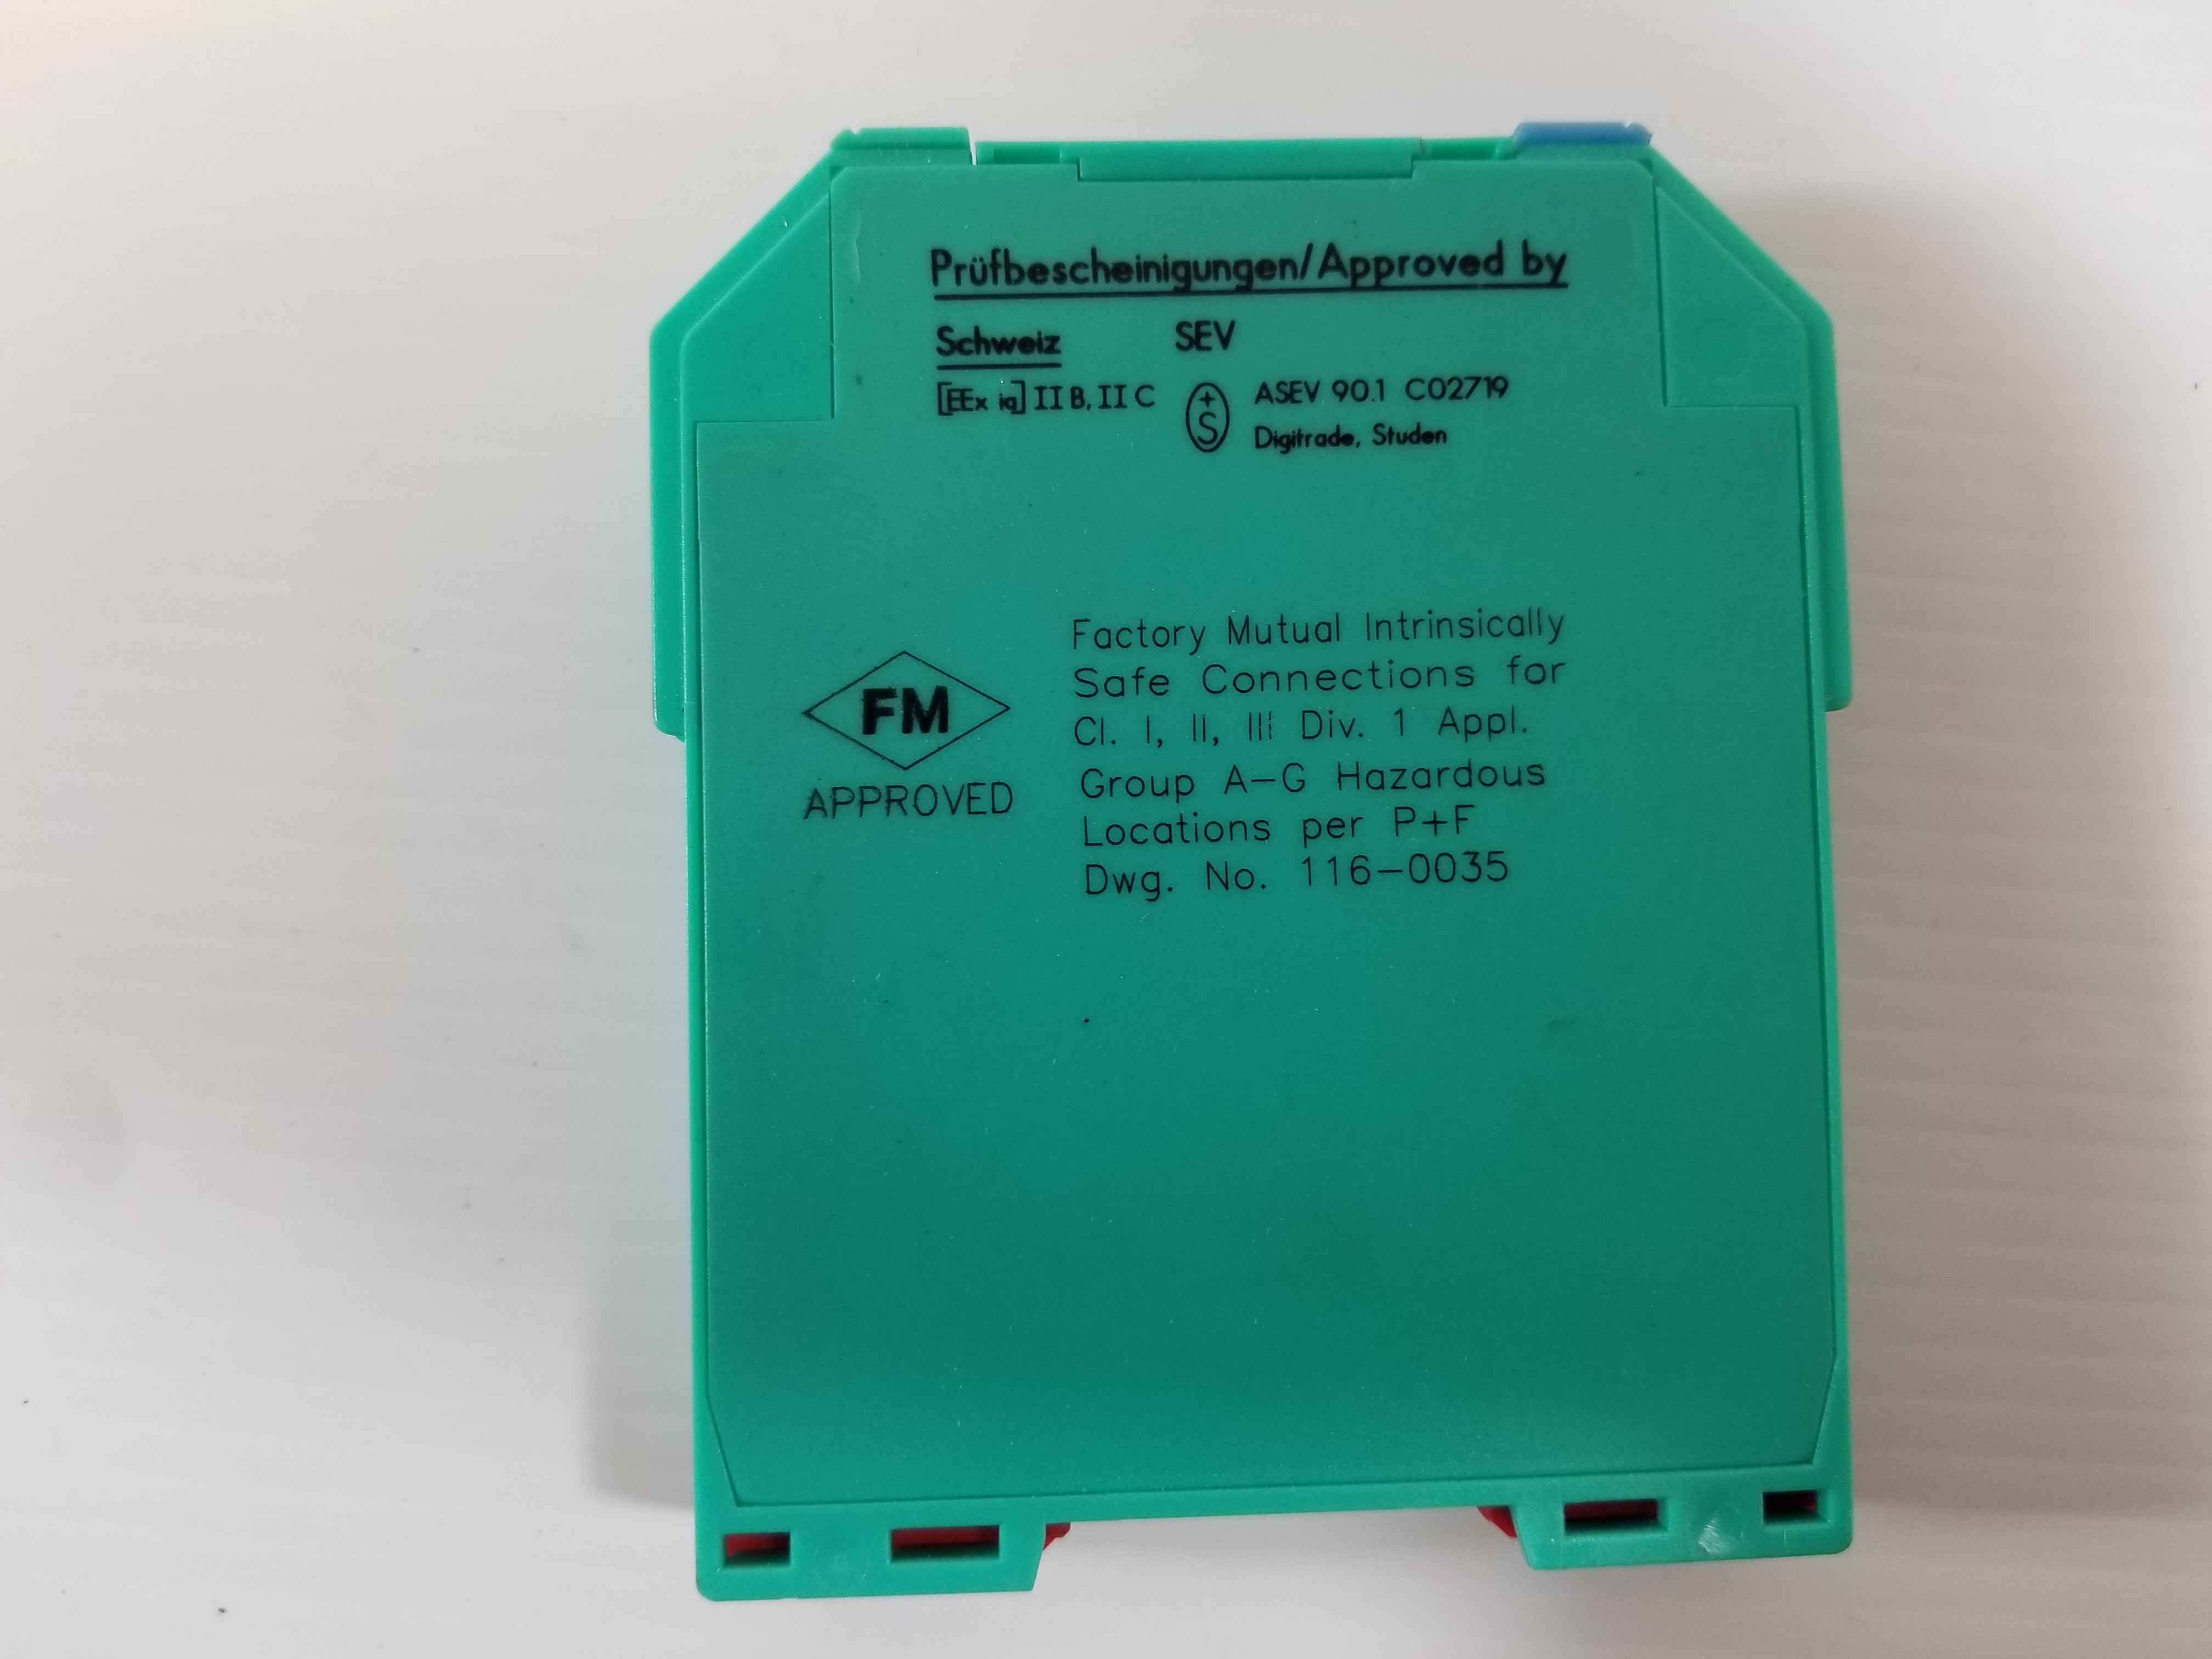 Prüfbescheinigungen/Approved by
Schweiz SEV
[EEx ia] II B, II C ASEV 90.1 C02719
+
S
Digitrade, Studen
Factory Mutual Intrinsically
Safe Connections for
Cl. I, II, III Div. 1 Appl.
Group A-G Hazardous
Locations per P+F
Dwg. No. 116-0035
FM
APPROVED